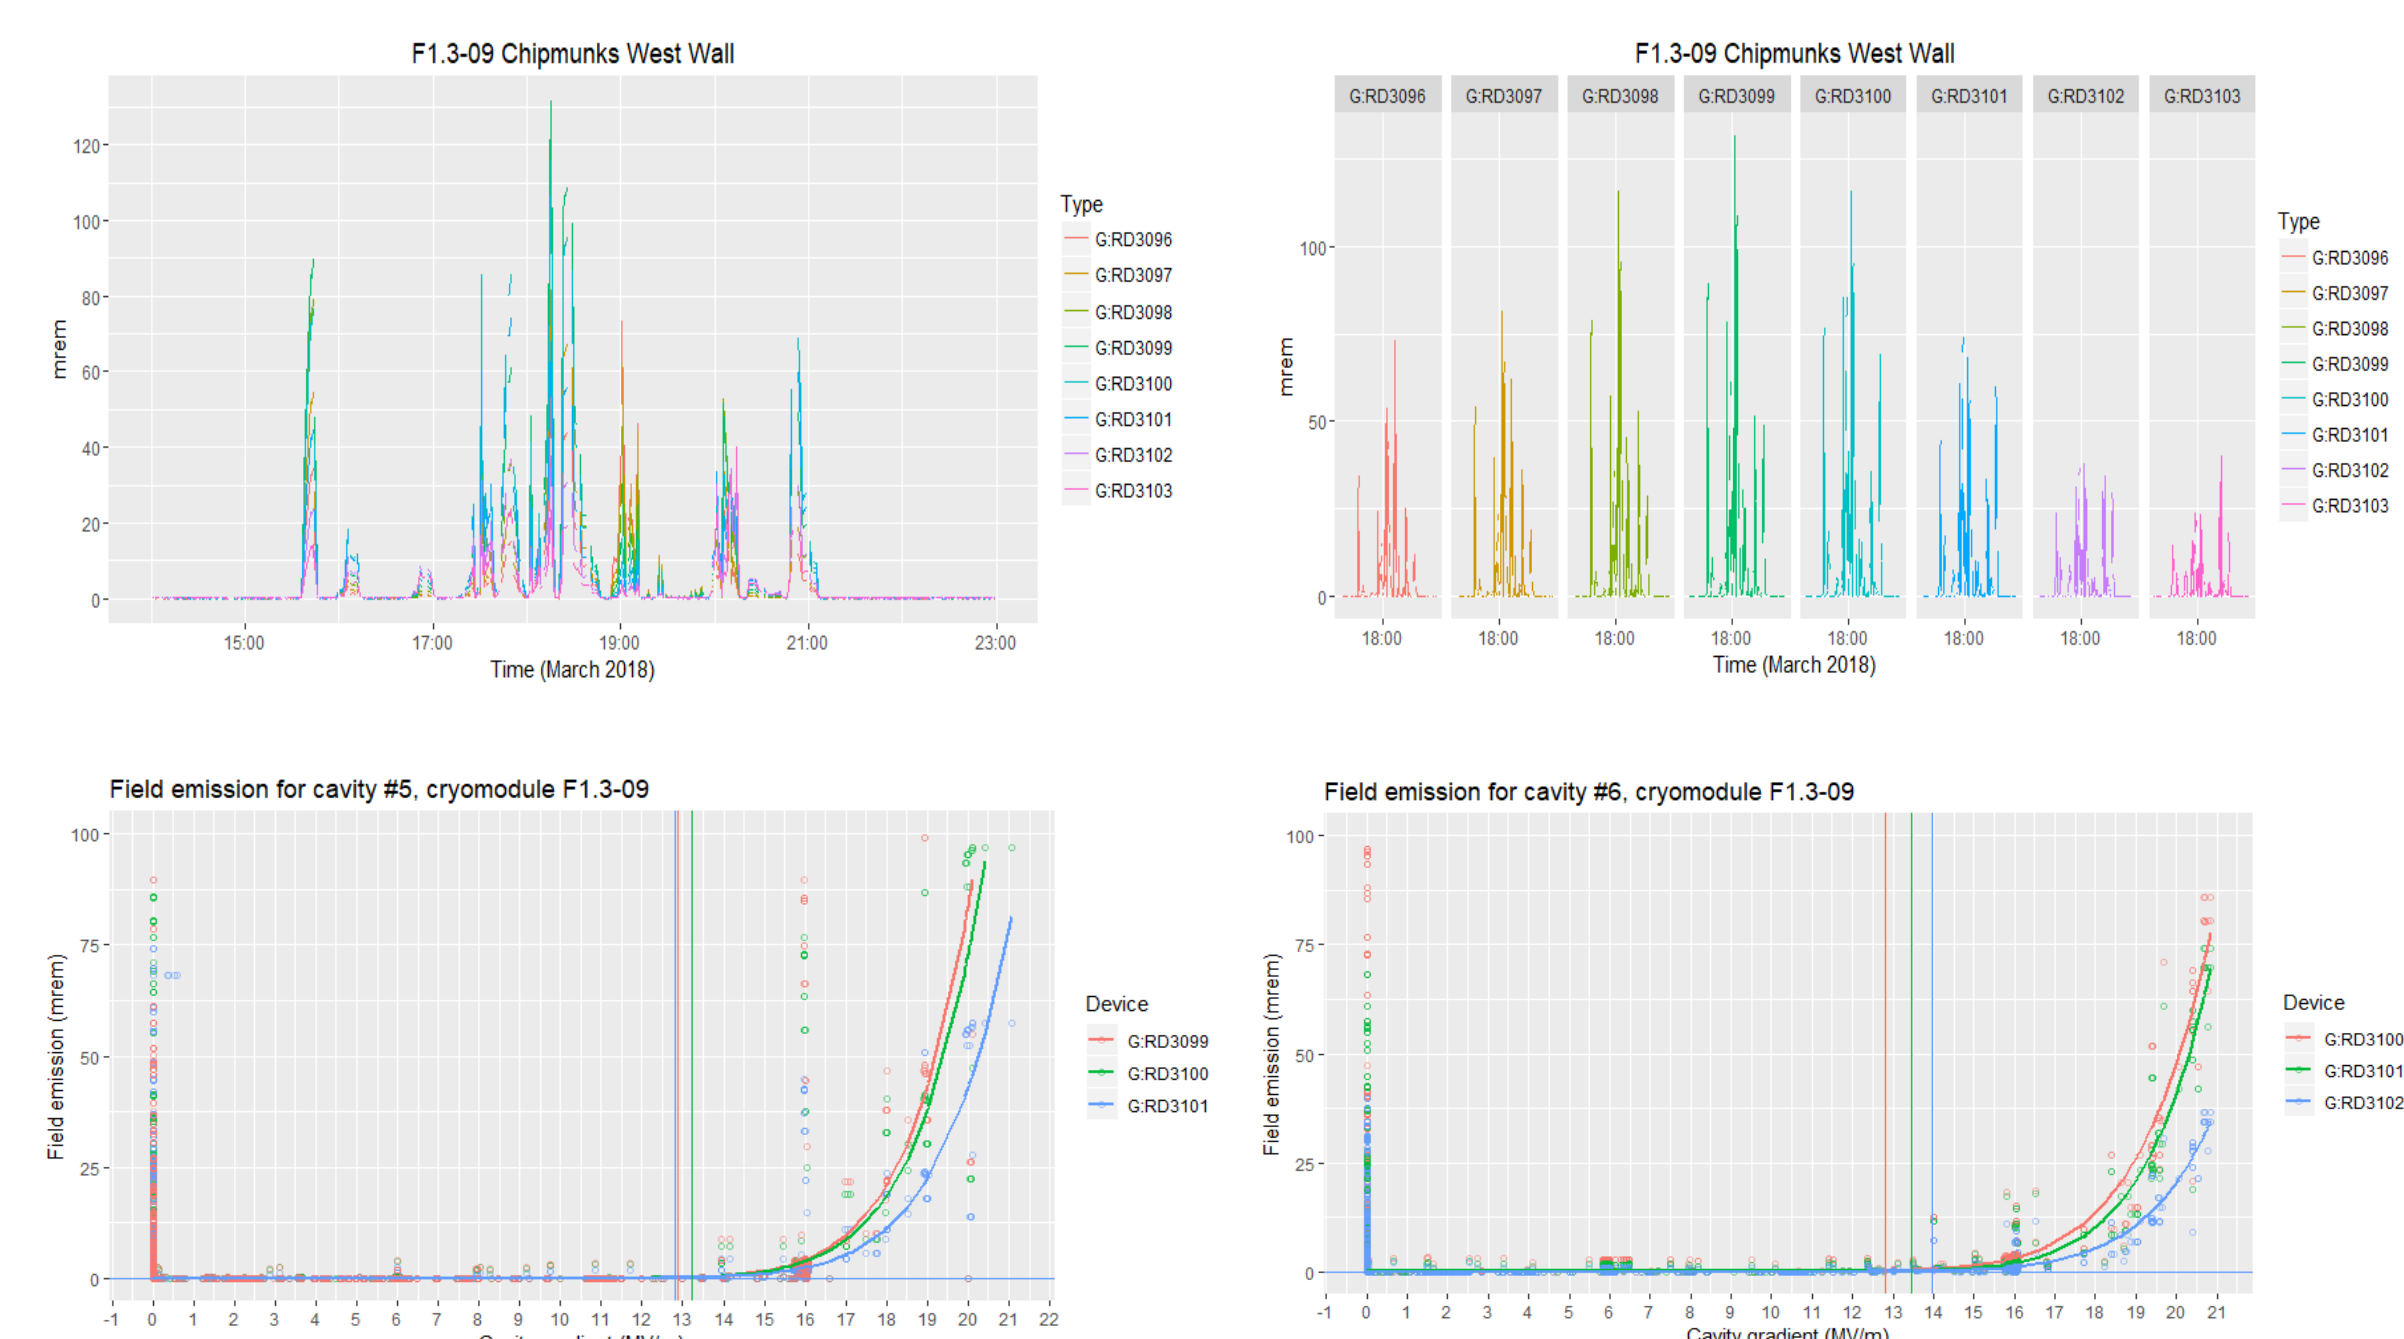 F1.3-09 Chipmunks West Wall
120
100
80
60
40
20
0
mrem
15:00 17:00 19:00 21:00 23:00
Time (March 2018)
Type
G:RD3096
G:RD3097
G:RD3098
G:RD3099
G:RD3100
G:RD3101
G:RD3102
G:RD3103
F1.3-09 Chipmunks West Wall
G:RD3096 G:RD3097 G:RD3098 G:RD3099 G:RD3100 G:RD3101 G:RD3102 G:RD3103
100
50
0
mrem
18:00 18:00 18:00 18:00 18:00 18:00 18:00 18:00
Time (March 2018)
Type
G:RD3096
G:RD3097
G:RD3098
G:RD3099
G:RD3100
G:RD3101
G:RD3102
G:RD3103
Field emission for cavity #5, cryomodule F1.3-09
100
75
50
25
0
Field emission (mrem)
-1 0 1 2 3 4 5 6 7 8 9 10 11 12 13 14 15 16 17 18 19 20 21 22
Cavity gradient (MV/m)
Device
G:RD3099
G:RD3100
G:RD3101
Field emission for cavity #6, cryomodule F1.3-09
100
75
50
25
0
Field emission (mrem)
-1 0 1 2 3 4 5 6 7 8 9 10 11 12 13 14 15 16 17 18 19 20 21
Cavity gradient (MV/m)
Device
G:RD3100
G:RD3101
G:RD3102